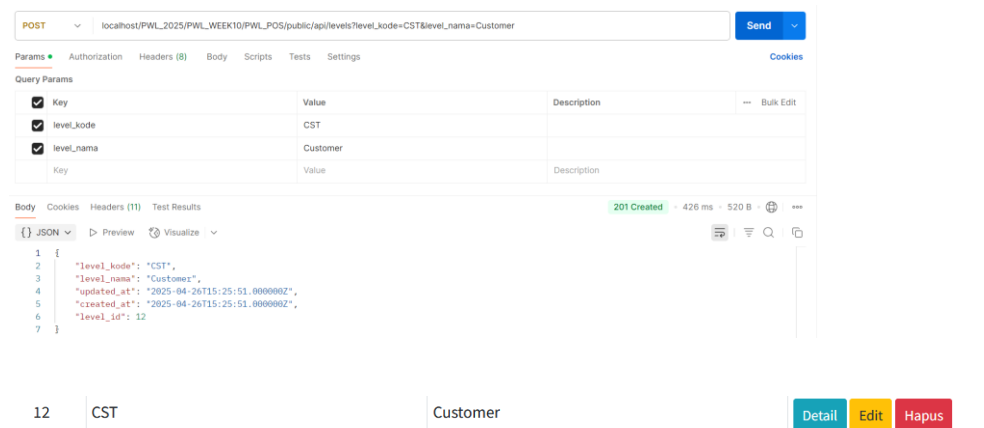 POST localhost/PWL_2025/PWL_WEEK10/PWL_POS/public/api/levels?level_kode=CST&level_nama=Customer Send
Params Authorization Headers (8) Body Scripts Tests Settings Cookies
Query Params
Key Value Description ••• Bulk Edit
level_kode CST
level_nama Customer
Key Value Description
Body Cookies Headers (11) Test Results 201 Created • 426 ms • 520 B •••
{} JSON Preview Visualize
1 {
2 "level_kode": "CST",
3 "level_nama": "Customer",
4 "updated_at": "2025-04-26T15:25:51.000000Z",
5 "created_at": "2025-04-26T15:25:51.000000Z",
6 "level_id": 12
7 }
12 CST Customer Detail Edit Hapus